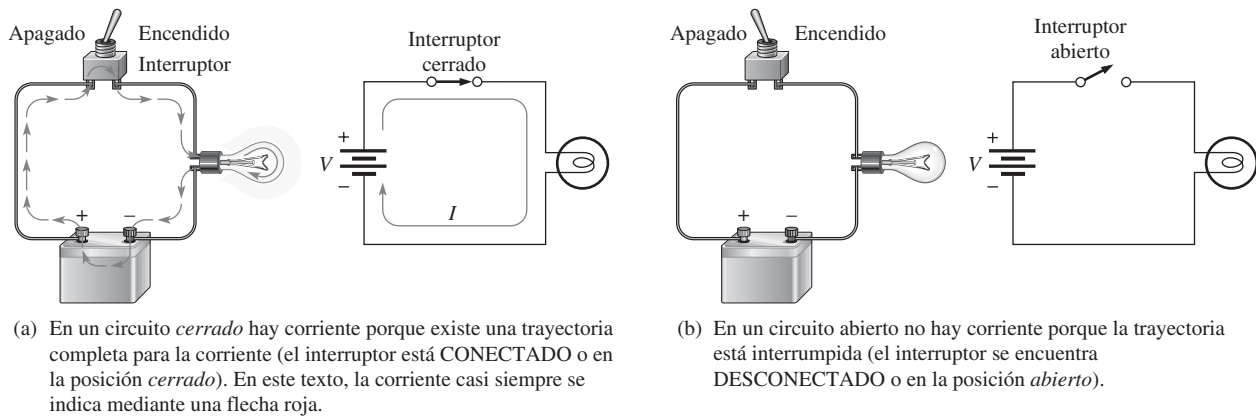 Apagado
Encendido
Interruptor
+
−
Interruptor
cerrado
+
V
−
I
(a) En un circuito cerrado hay corriente porque existe una trayectoria
completa para la corriente (el interruptor está CONECTADO o en
la posición cerrado). En este texto, la corriente casi siempre se
indica mediante una flecha roja.
Apagado
Encendido
+
−
Interruptor
abierto
+
V
−
(b) En un circuito abierto no hay corriente porque la trayectoria
está interrumpida (el interruptor se encuentra
DESCONECTADO o en la posición abierto).